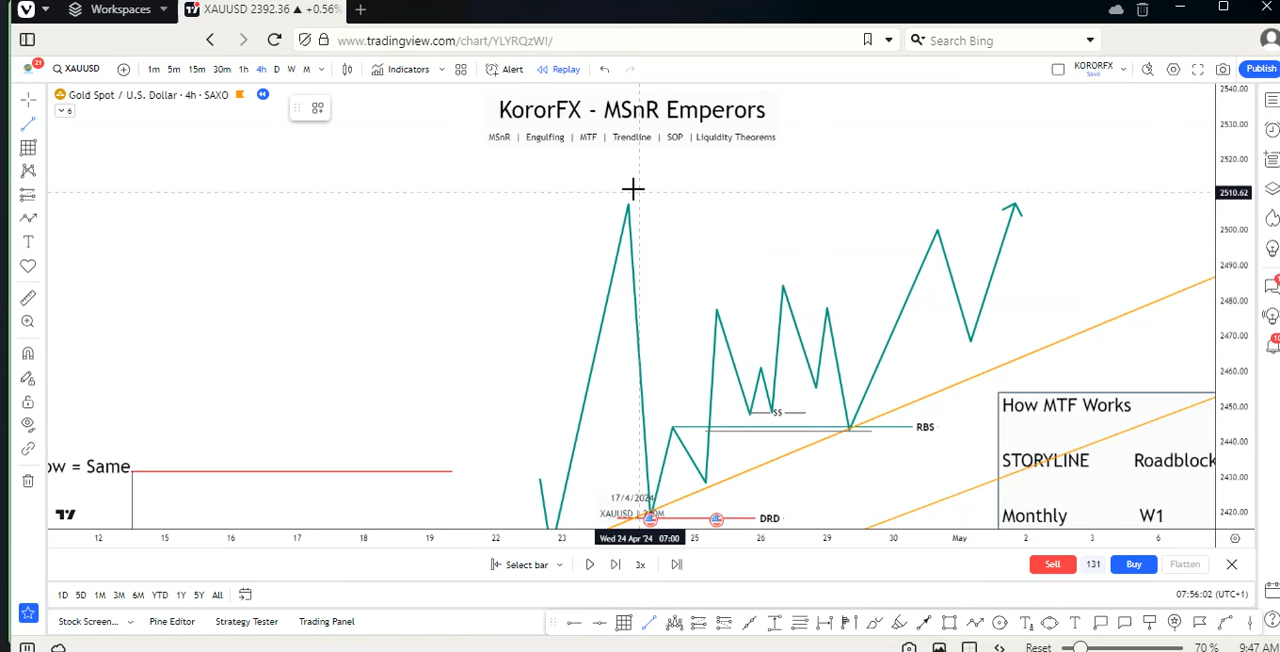 Workspaces XAUUSD 2392.36 ▲ +0.56%
www.tradingview.com/chart/YLYRQzWI/ Search Bing
21 XAUUSD 1m 5m 15m 30m 1h 4h D W M Indicators Alert Replay KORORFX Save Publish
Gold Spot / U.S. Dollar · 4h · SAXO
6
KororFX - MSnR Emperors
MSnR | Engulfing | MTF | Trendline | SOP | Liquidity Theorems
2540.00
2530.00
2520.00
2510.62
2500.00
2490.00
2480.00
2470.00
2460.00
2450.00
2440.00
2430.00
2420.00
$$
RBS
How MTF Works
STORYLINE Roadblock
Monthly W1
ow = Same
17/4/2024
XAUUSD
DRD
12 15 16 17 18 19 22 23 Wed 24 Apr '24 07:00 25 26 29 30 May 2 3 6
Select bar 3x Sell 131 Buy Flatten
1D 5D 1M 3M 6M YTD 1Y 5Y All 07:56:02 (UTC+1)
Stock Screen... Pine Editor Strategy Tester Trading Panel
Reset 70 % 9:47 AM